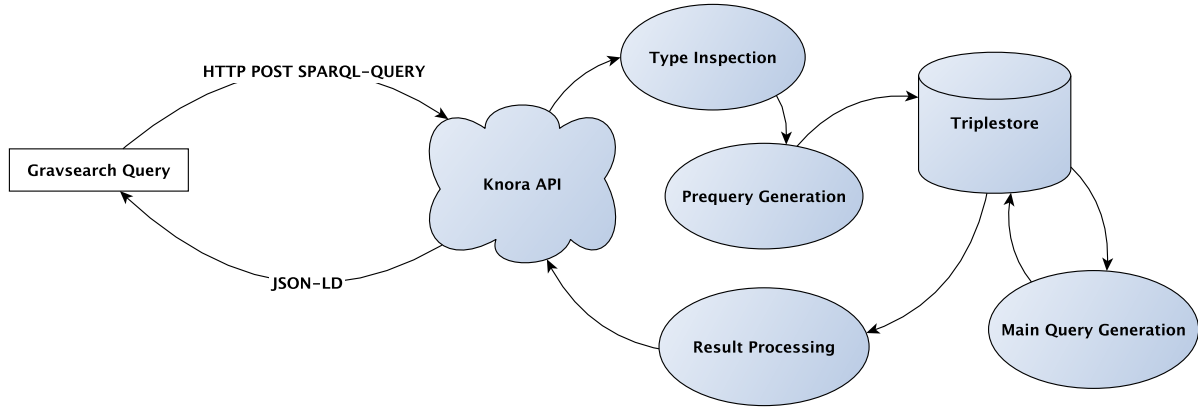 HTTP POST SPARQL-QUERY
Gravsearch Query
JSON-LD
Knora API
Type Inspection
Prequery Generation
Triplestore
Main Query Generation
Result Processing